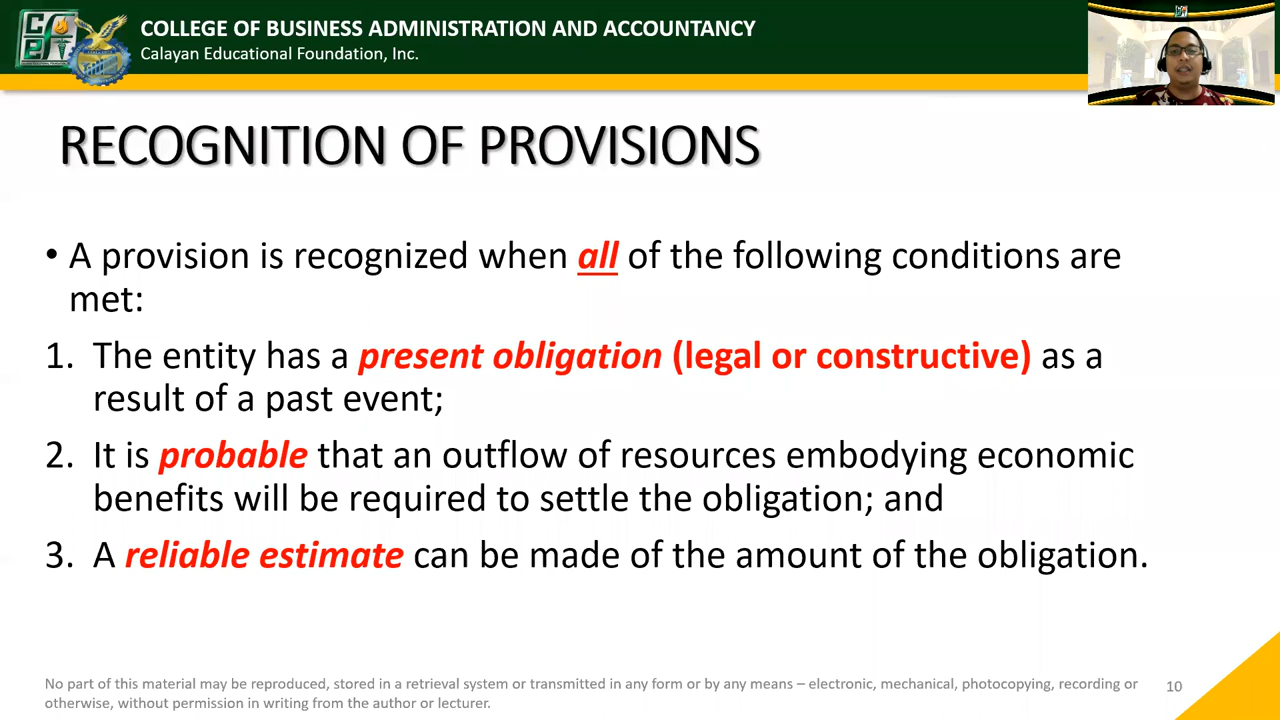 COLLEGE OF BUSINESS ADMINISTRATION AND ACCOUNTANCY
Calayan Educational Foundation, Inc.
RECOGNITION OF PROVISIONS
• A provision is recognized when all of the following conditions are
met:
1. The entity has a present obligation (legal or constructive) as a
result of a past event;
2. It is probable that an outflow of resources embodying economic
benefits will be required to settle the obligation; and
3. A reliable estimate can be made of the amount of the obligation.
No part of this material may be reproduced, stored in a retrieval system or transmitted in any form or by any means – electronic, mechanical, photocopying, recording or
otherwise, without permission in writing from the author or lecturer.
10